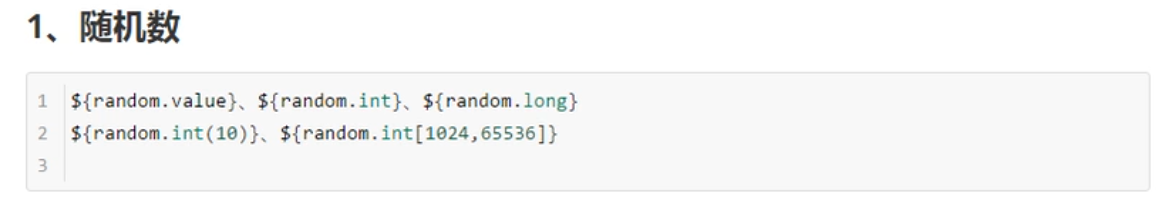 1、随机数
1 ${random.value}、${random.int}、${random.long}
2 ${random.int(10)}、${random.int[1024,65536]}
3